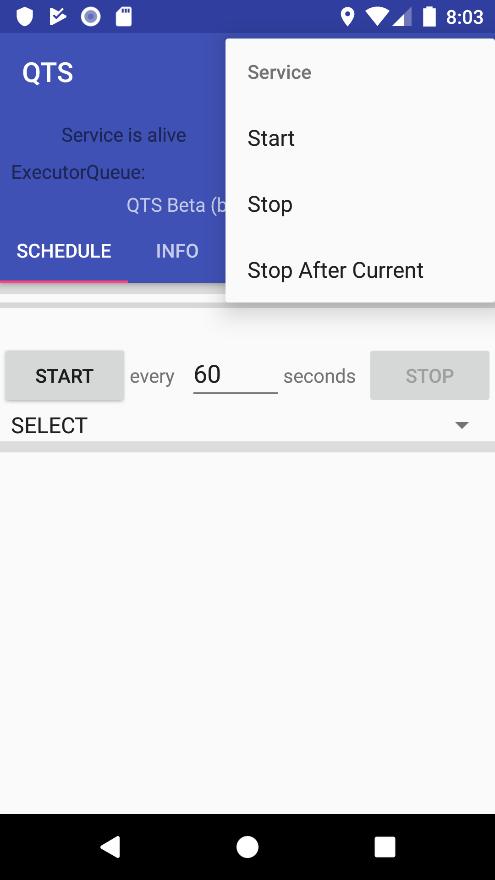 8:03
QTS
Service
Service is alive
Start
ExecutorQueue:
QTS Beta (b
Stop
SCHEDULE INFO
Stop After Current
START every 60 seconds STOP
SELECT